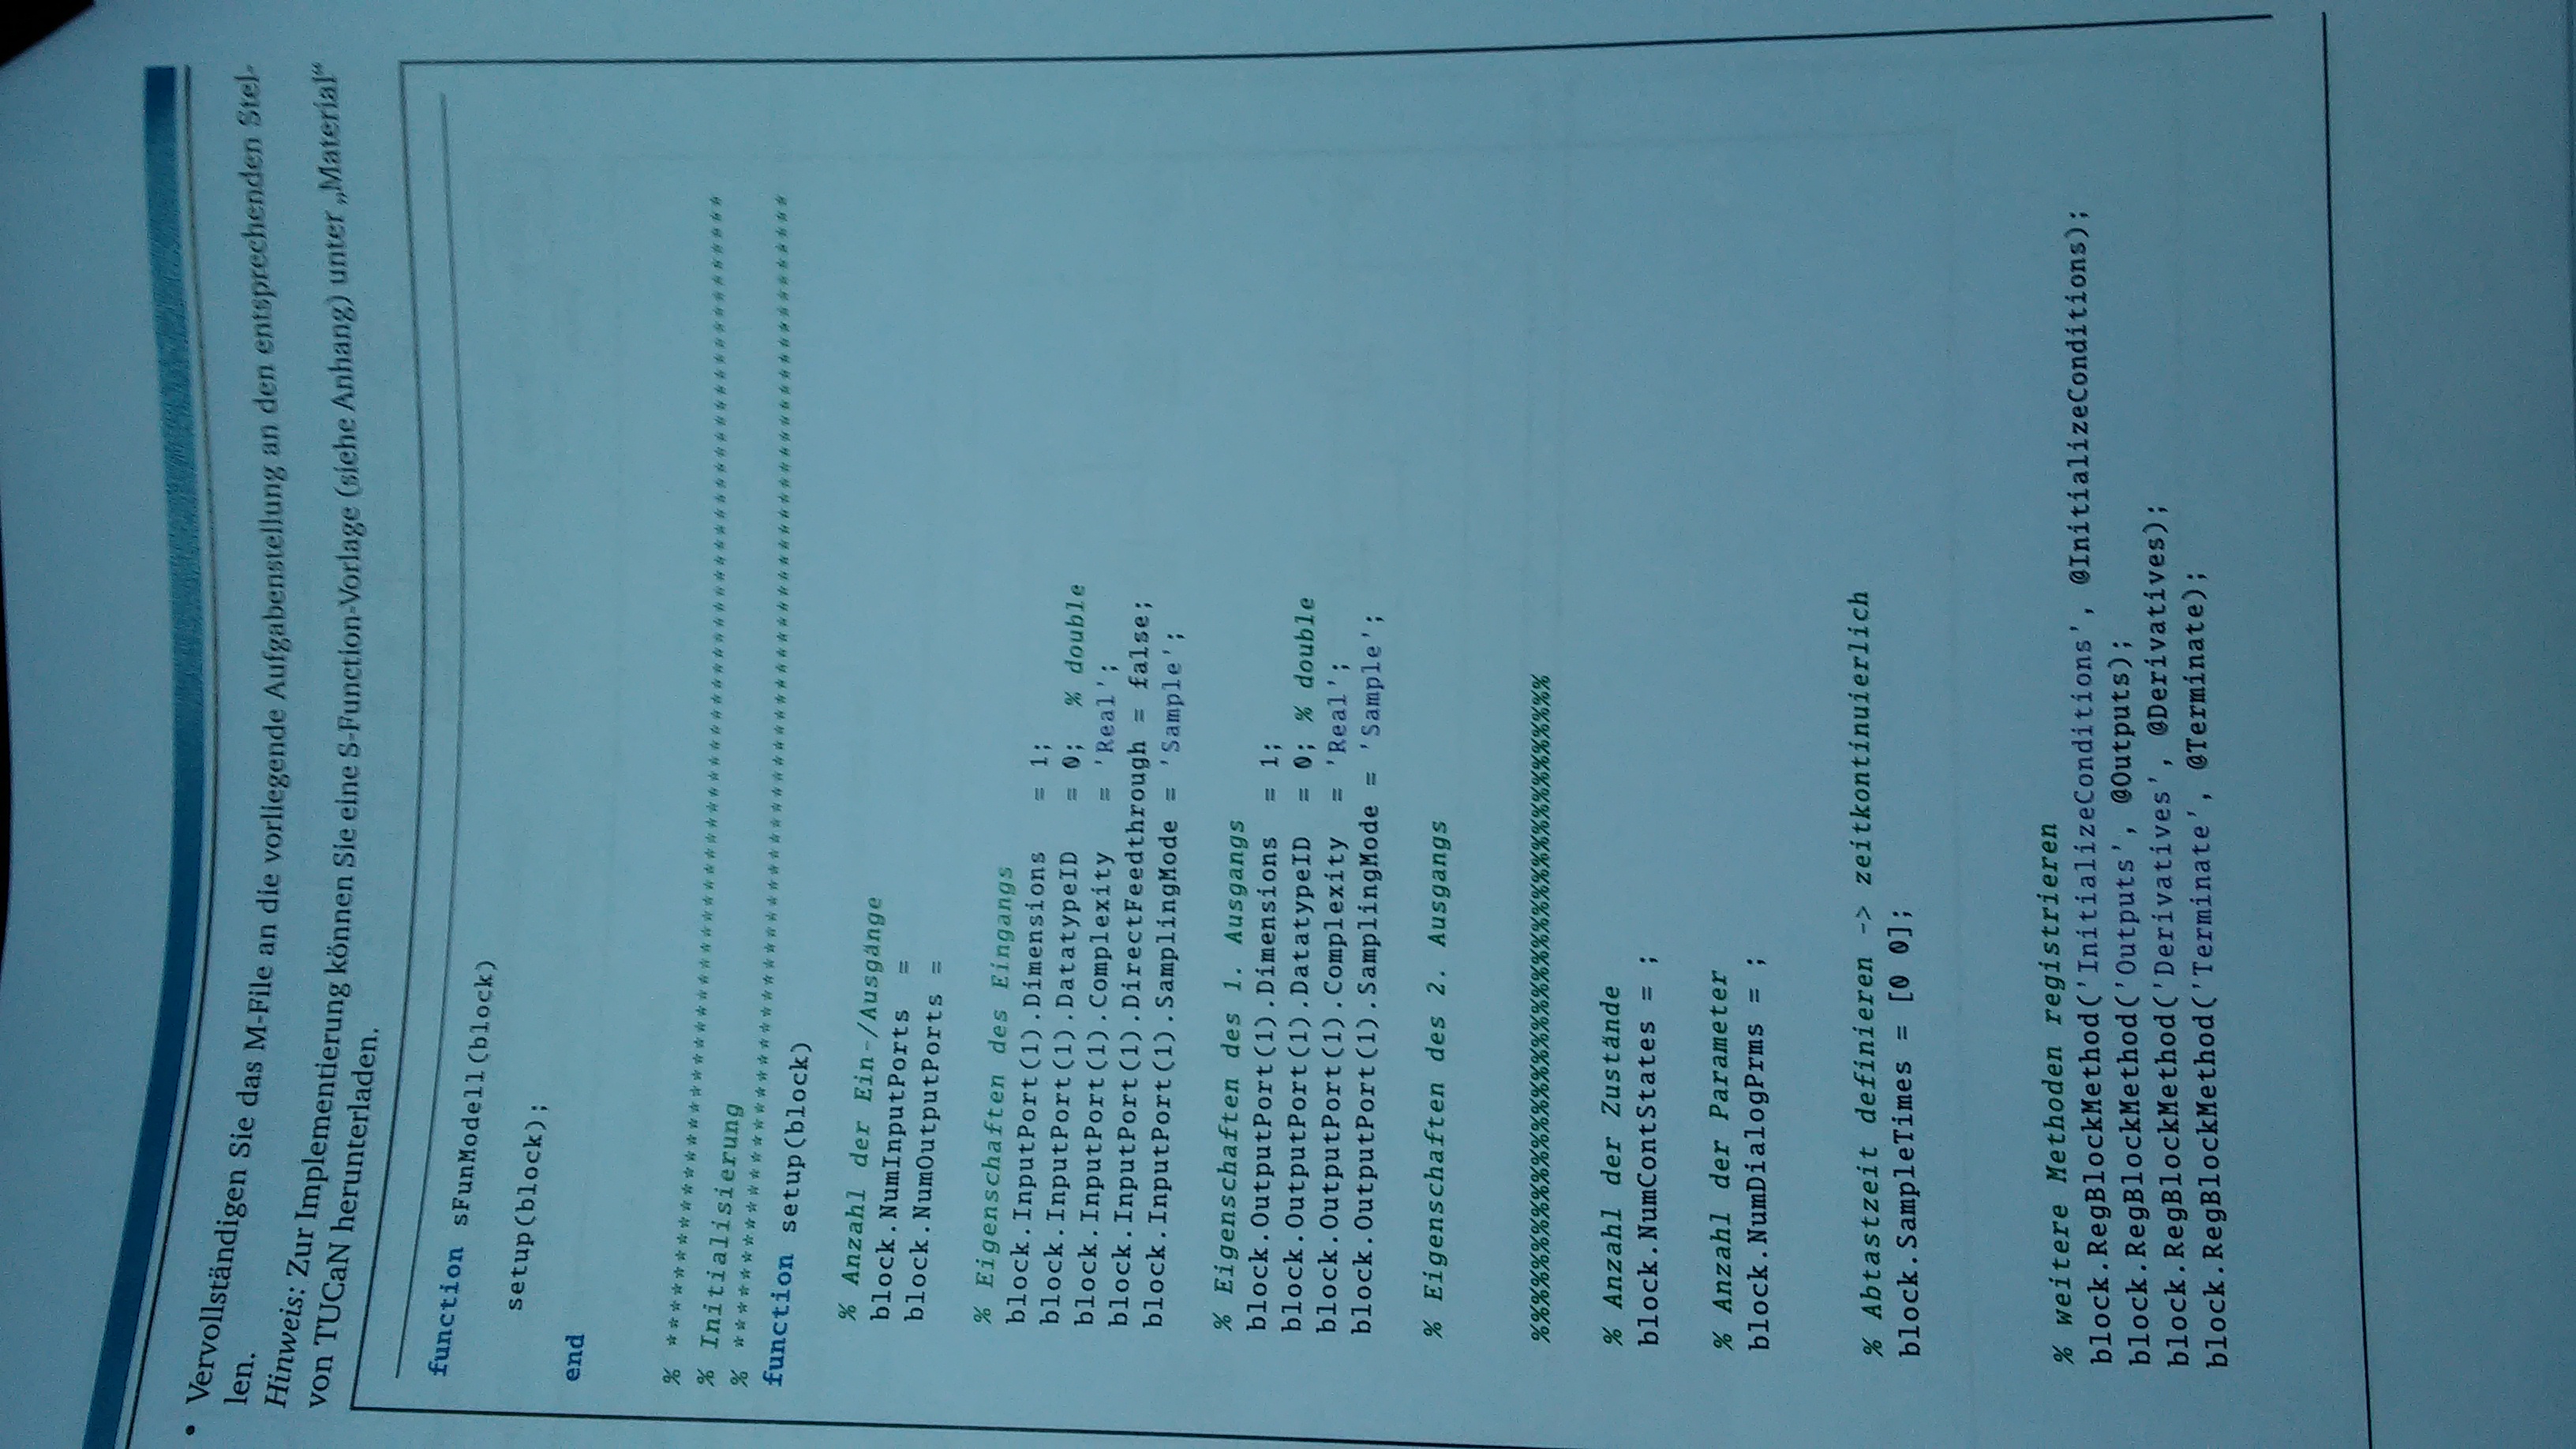 • Vervollständigen Sie das M-File an die vorliegende Aufgabenstellung an den entsprechenden Stel-
len.
Hinweis: Zur Implementierung können Sie eine S-Function-Vorlage (siehe Anhang) unter „Material“
von TUCaN herunterladen.
function sFunModell(block)
setup(block);
end
% ************************************************************************
% Initialisierung
% ************************************************************************
function setup(block)
% Anzahl der Ein-/Ausgänge
block.NumInputPorts  =
block.NumOutputPorts =
% Eigenschaften des Eingangs
block.InputPort(1).Dimensions   = 1;
block.InputPort(1).DatatypeID   = 0;  % double
block.InputPort(1).Complexity   = 'Real';
block.InputPort(1).DirectFeedthrough = false;
block.InputPort(1).SamplingMode = 'Sample';
% Eigenschaften des 1. Ausgangs
block.OutputPort(1).Dimensions   = 1;
block.OutputPort(1).DatatypeID   = 0; % double
block.OutputPort(1).Complexity   = 'Real';
block.OutputPort(1).SamplingMode = 'Sample';
% Eigenschaften des 2. Ausgangs
%%%%%%%%%%%%%%%%%%%%%%%%%%%%%%%%%%%%%%%%
% Anzahl der Zustände
block.NumContStates = ;
% Anzahl der Parameter
block.NumDialogPrms = ;
% Abtastzeit definieren -> zeitkontinuierlich
block.SampleTimes = [0 0];
% weitere Methoden registrieren
block.RegBlockMethod('InitializeConditions', @InitializeConditions);
block.RegBlockMethod('Outputs', @Outputs);
block.RegBlockMethod('Derivatives', @Derivatives);
block.RegBlockMethod('Terminate', @Terminate);